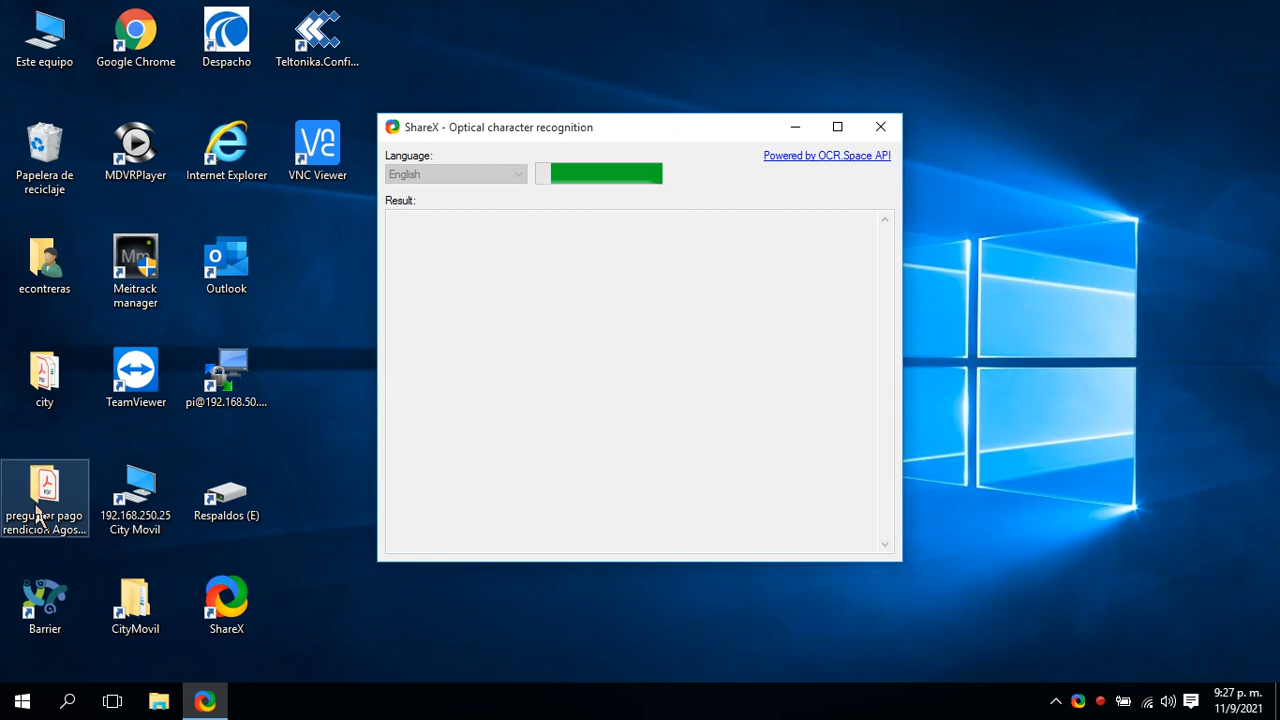 Este equipo
Google Chrome
Despacho
Teltonika.Confi...
Papelera de
reciclaje
MDVRPlayer
Internet Explorer
VNC Viewer
econtreras
Meitrack
manager
Outlook
city
TeamViewer
pi@192.168.50....
rendición Agos...
192.168.250.25
City Movil
Respaldos (E)
Barrier
CityMovil
ShareX
ShareX - Optical character recognition
Language:
Powered by OCR.Space API
English
Result:
9:27 p. m.
11/9/2021